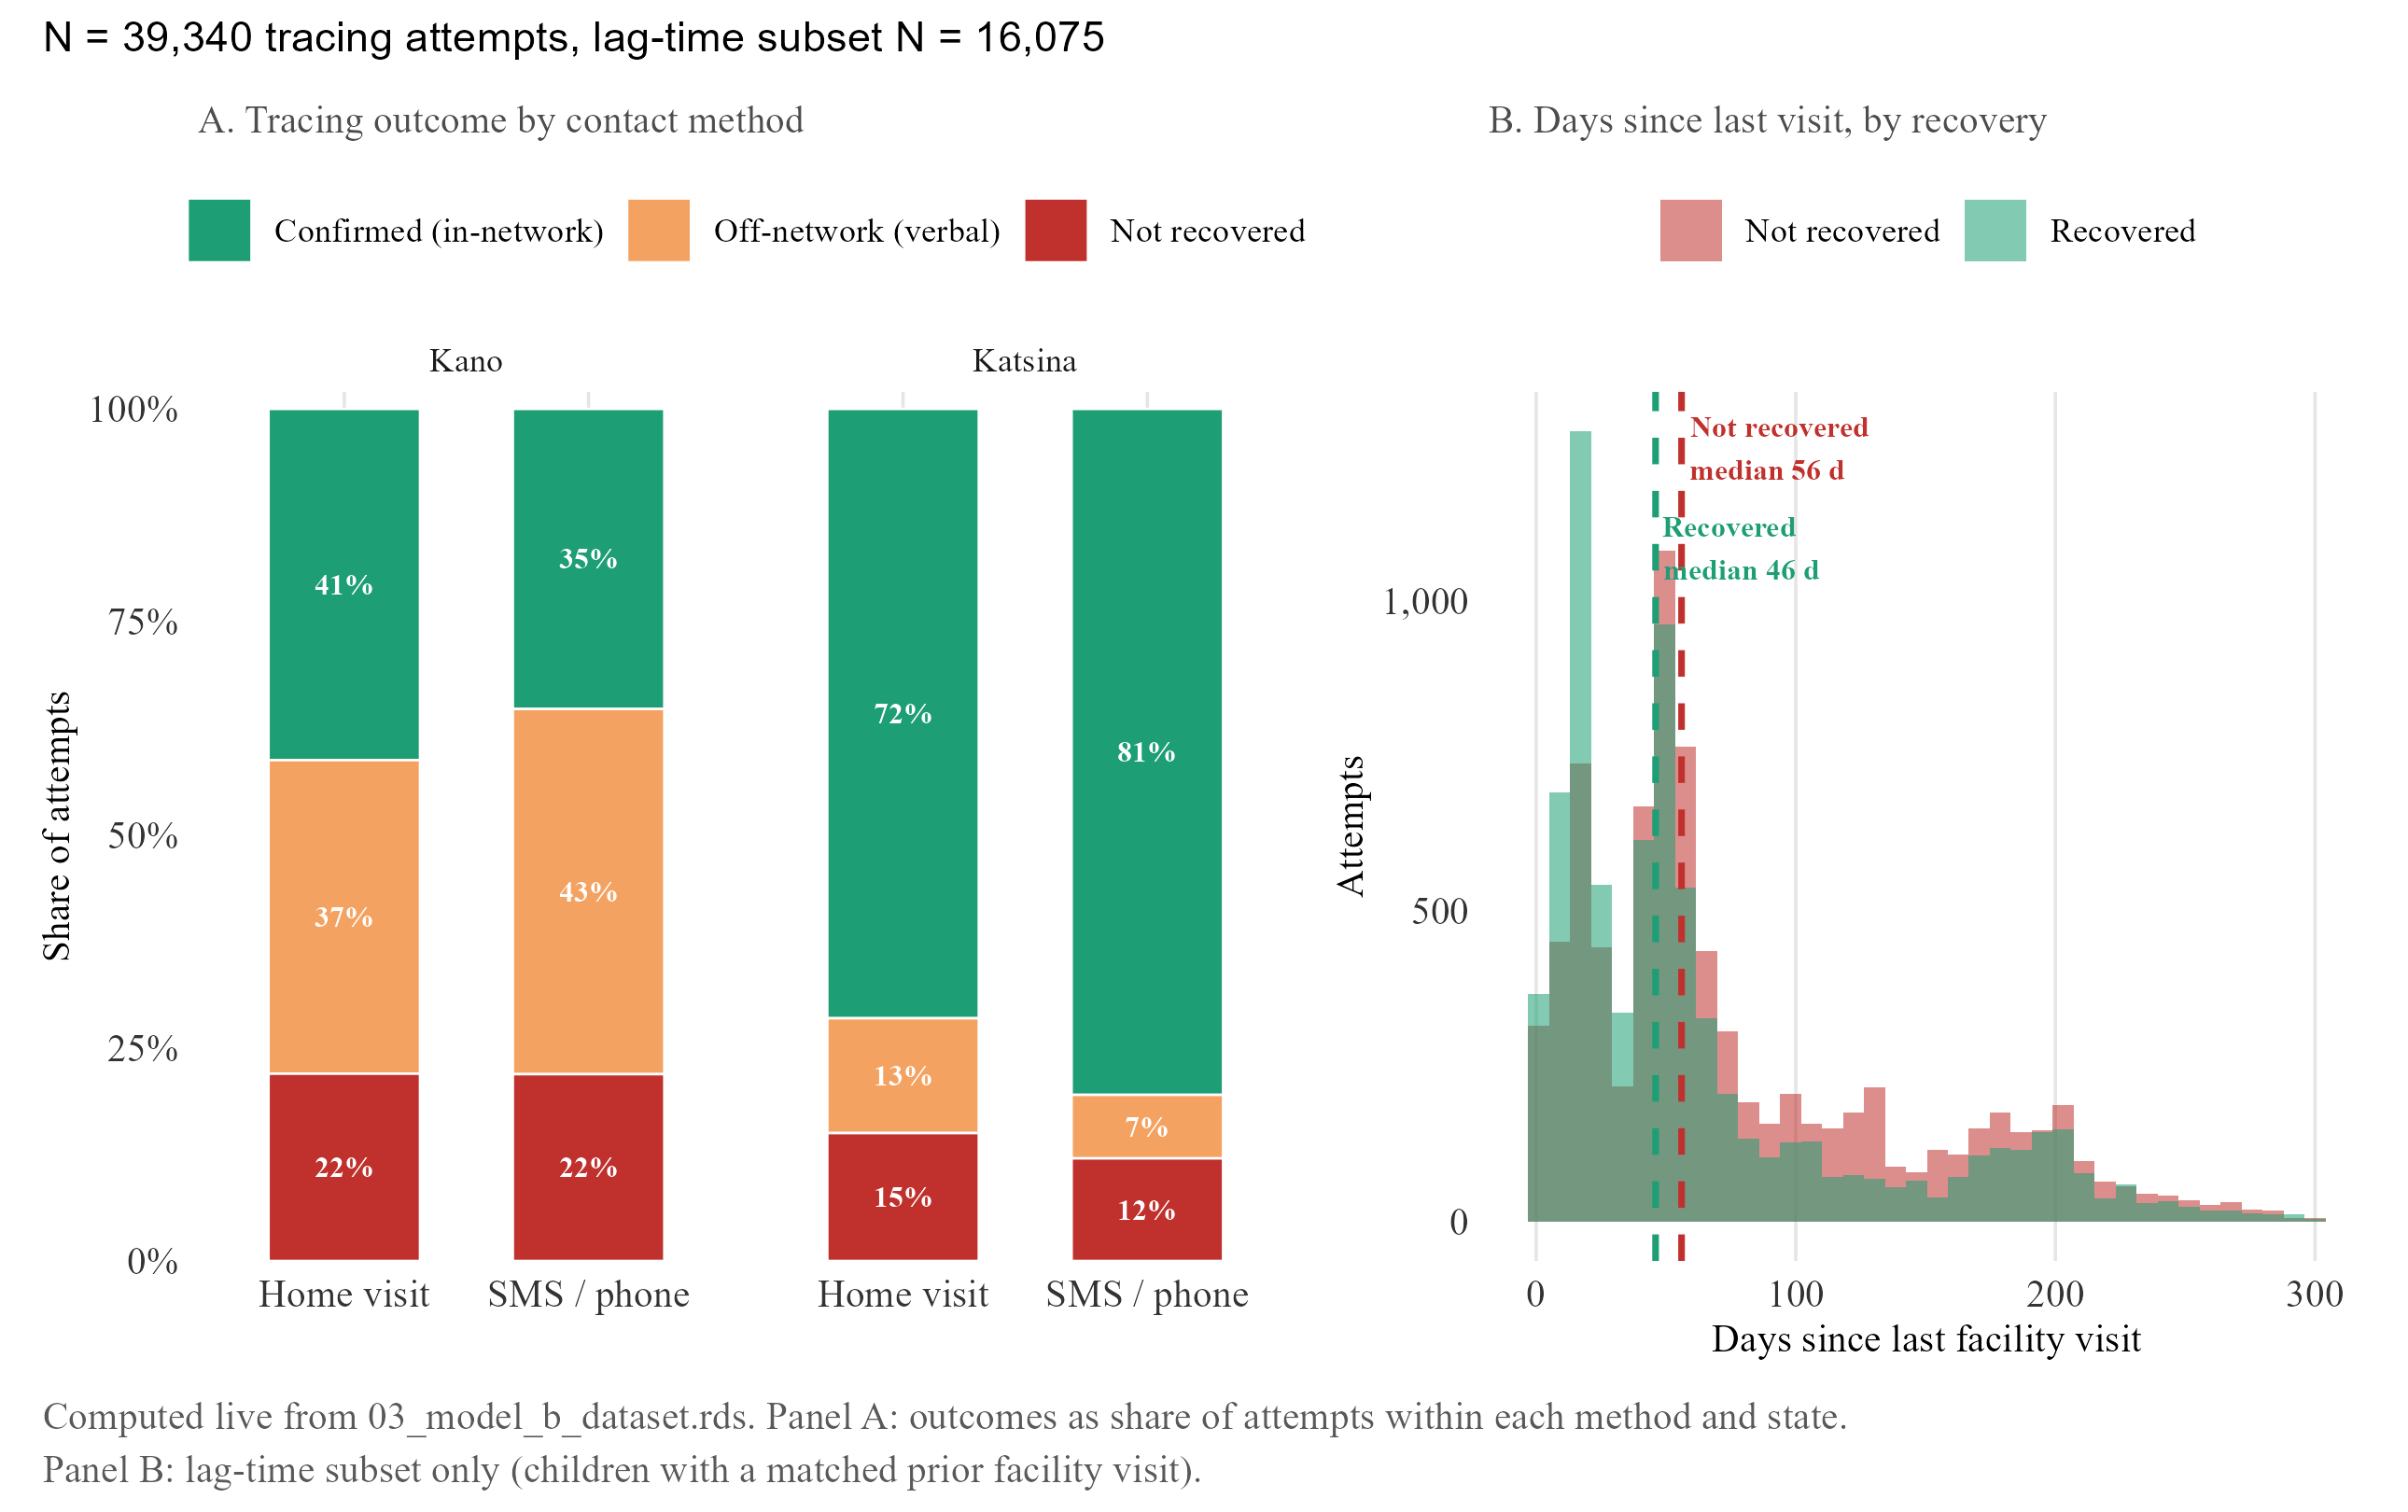 N = 39,340 tracing attempts, lag-time subset N = 16,075
A. Tracing outcome by contact method
Confirmed (in-network)
Off-network (verbal)
Not recovered
Kano
Katsina
100%
75%
50%
25%
0%
Share of attempts
41%
37%
22%
35%
43%
22%
72%
13%
15%
81%
7%
12%
Home visit
SMS / phone
Home visit
SMS / phone
B. Days since last visit, by recovery
Not recovered
Recovered
Not recovered
median 56 d
Recovered
median 46 d
1,000
500
0
Attempts
0
100
200
300
Days since last facility visit
Computed live from 03_model_b_dataset.rds. Panel A: outcomes as share of attempts within each method and state.
Panel B: lag-time subset only (children with a matched prior facility visit).